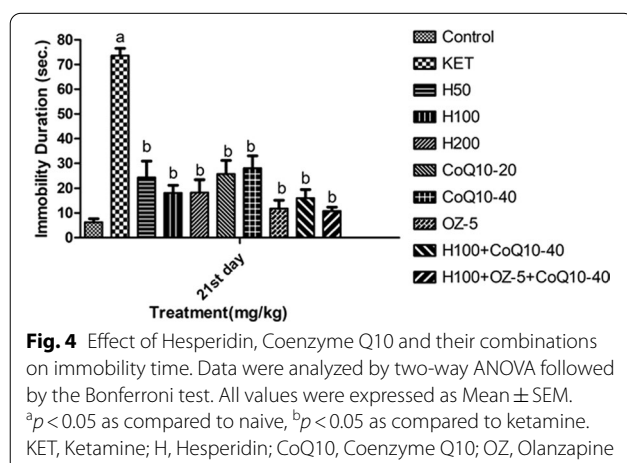 80
70
60
50
40
30
20
10
0
Immobility Duration (sec.)
a
b
b
b
b
b
b
b
b
21st day
Treatment(mg/kg)
Control
KET
H50
H100
H200
CoQ10-20
CoQ10-40
OZ-5
H100+CoQ10-40
H100+OZ-5+CoQ10-40
Fig. 4 Effect of Hesperidin, Coenzyme Q10 and their combinations
on immobility time. Data were analyzed by two-way ANOVA followed
by the Bonferroni test. All values were expressed as Mean ± SEM.
ᵃp < 0.05 as compared to naive, ᵇp < 0.05 as compared to ketamine.
KET, Ketamine; H, Hesperidin; CoQ10, Coenzyme Q10; OZ, Olanzapine